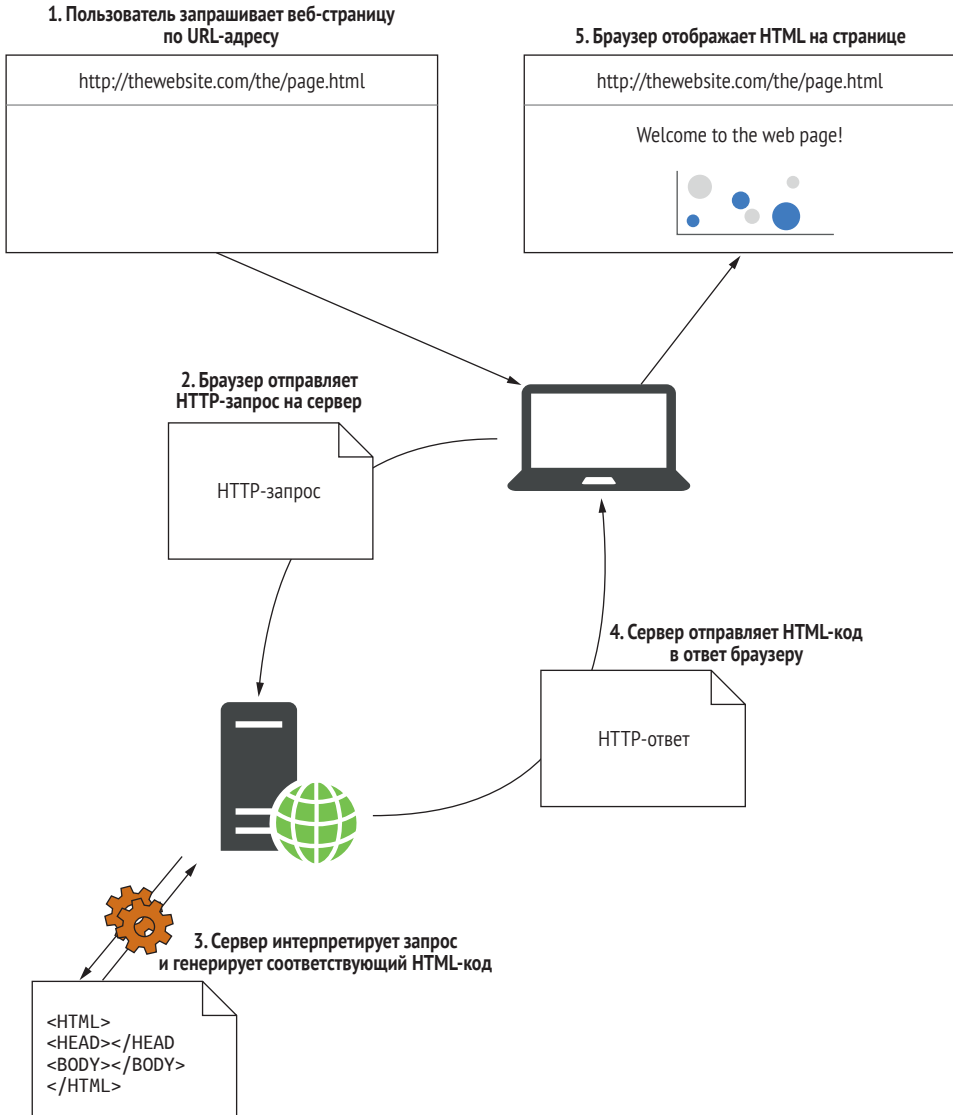 1. Пользователь запрашивает веб-страницу
по URL-адресу
http://thewebsite.com/the/page.html
5. Браузер отображает HTML на странице
http://thewebsite.com/the/page.html
Welcome to the web page!
2. Браузер отправляет
HTTP-запрос на сервер
HTTP-запрос
4. Сервер отправляет HTML-код
в ответ браузеру
HTTP-ответ
3. Сервер интерпретирует запрос
и генерирует соответствующий HTML-код
<HTML>
<HEAD></HEAD
<BODY></BODY>
</HTML>